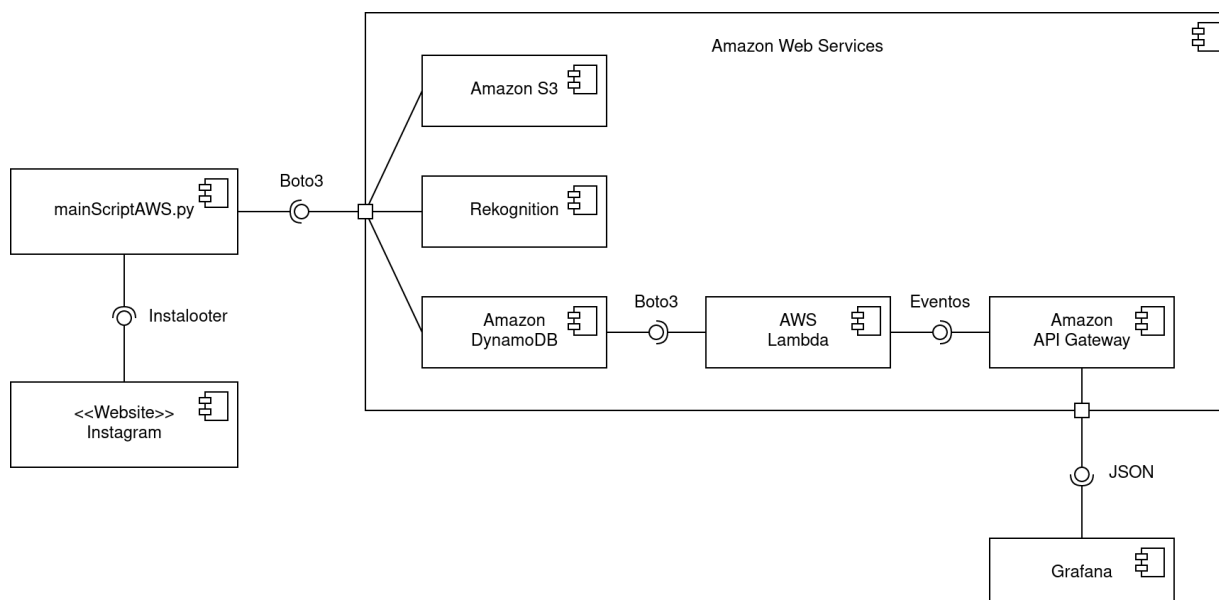 Amazon Web Services
Amazon S3
Boto3
mainScriptAWS.py
Rekognition
Instalooter
Amazon
DynamoDB
Boto3
AWS
Lambda
Eventos
Amazon
API Gateway
<<Website>>
Instagram
JSON
Grafana